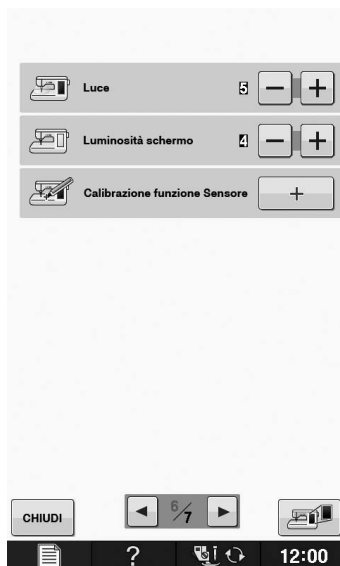 Luce 5 − +
Luminosità schermo 4 − +
Calibrazione funzione Sensore +
CHIUDI 6/7
? 12:00